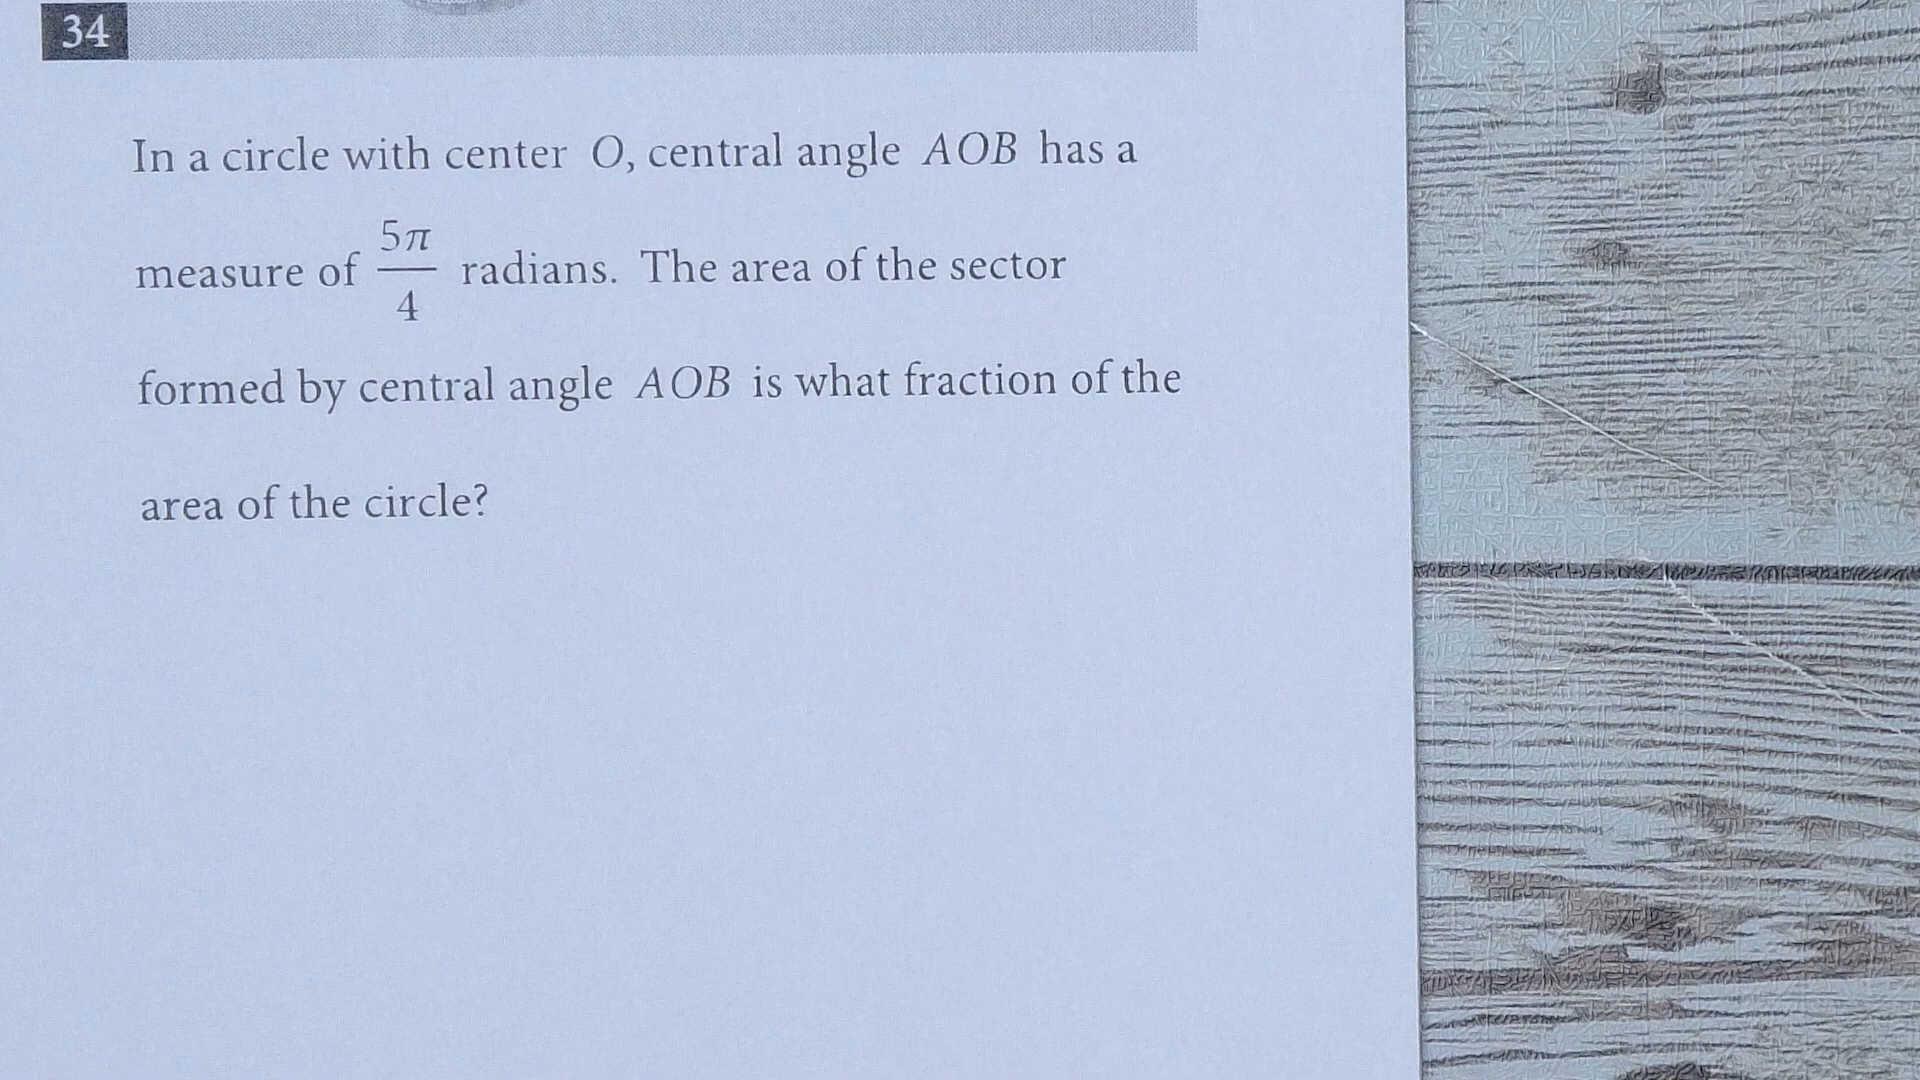 34
In a circle with center O, central angle AOB has a
measure of 5π/4 radians. The area of the sector
formed by central angle AOB is what fraction of the
area of the circle?